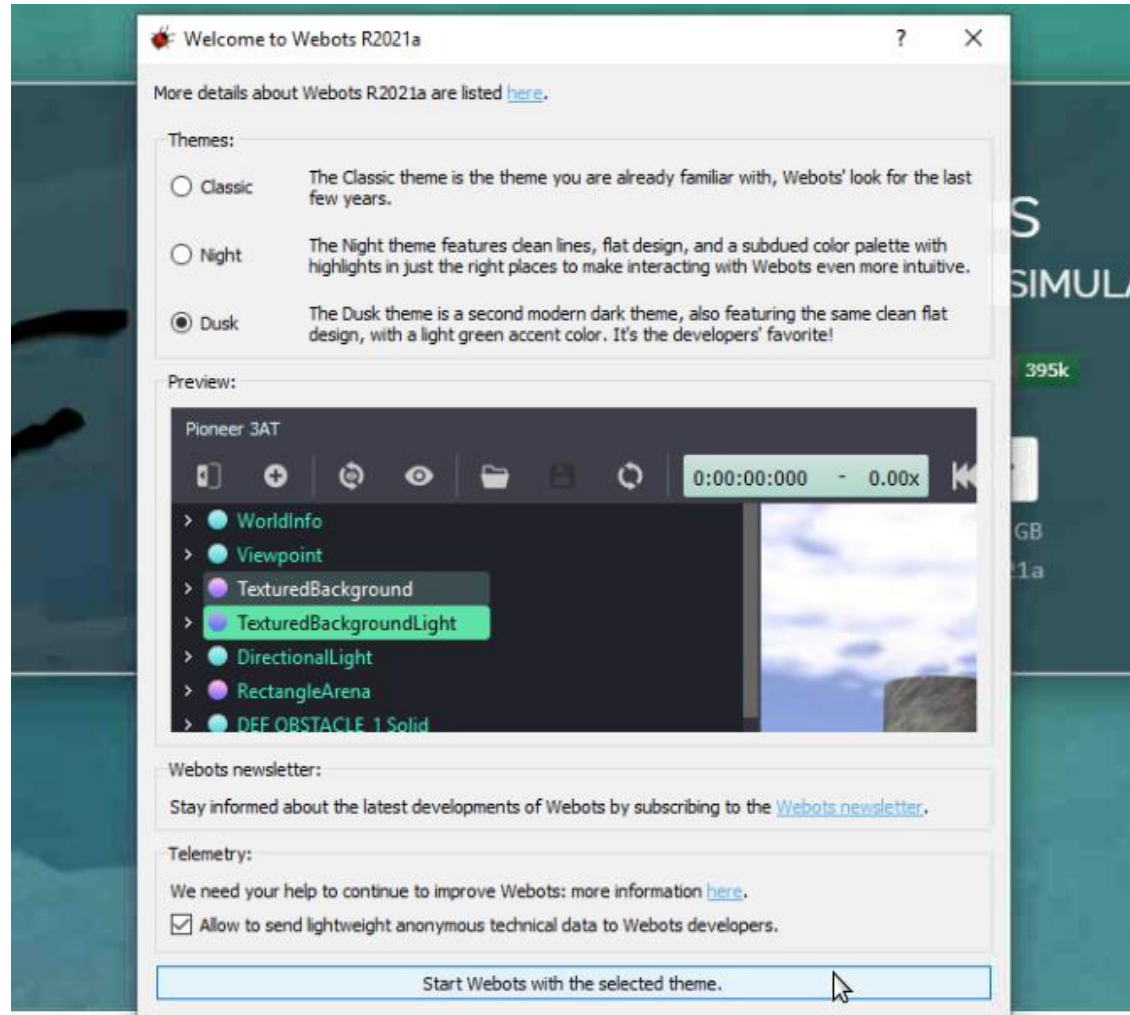 Welcome to Webots R2021a
?
More details about Webots R2021a are listed here.
Themes:
Classic
The Classic theme is the theme you are already familiar with, Webots' look for the last
few years.
Night
The Night theme features clean lines, flat design, and a subdued color palette with
highlights in just the right places to make interacting with Webots even more intuitive.
Dusk
The Dusk theme is a second modern dark theme, also featuring the same clean flat
design, with a light green accent color. It's the developers' favorite!
Preview:
Pioneer 3AT
0:00:00:000 - 0.00x
WorldInfo
Viewpoint
TexturedBackground
TexturedBackgroundLight
DirectionalLight
RectangleArena
DEF OBSTACLE_1 Solid
Webots newsletter:
Stay informed about the latest developments of Webots by subscribing to the Webots newsletter.
Telemetry:
We need your help to continue to improve Webots: more information here.
Allow to send lightweight anonymous technical data to Webots developers.
Start Webots with the selected theme.
S
SIMULA
395k
GB
21a